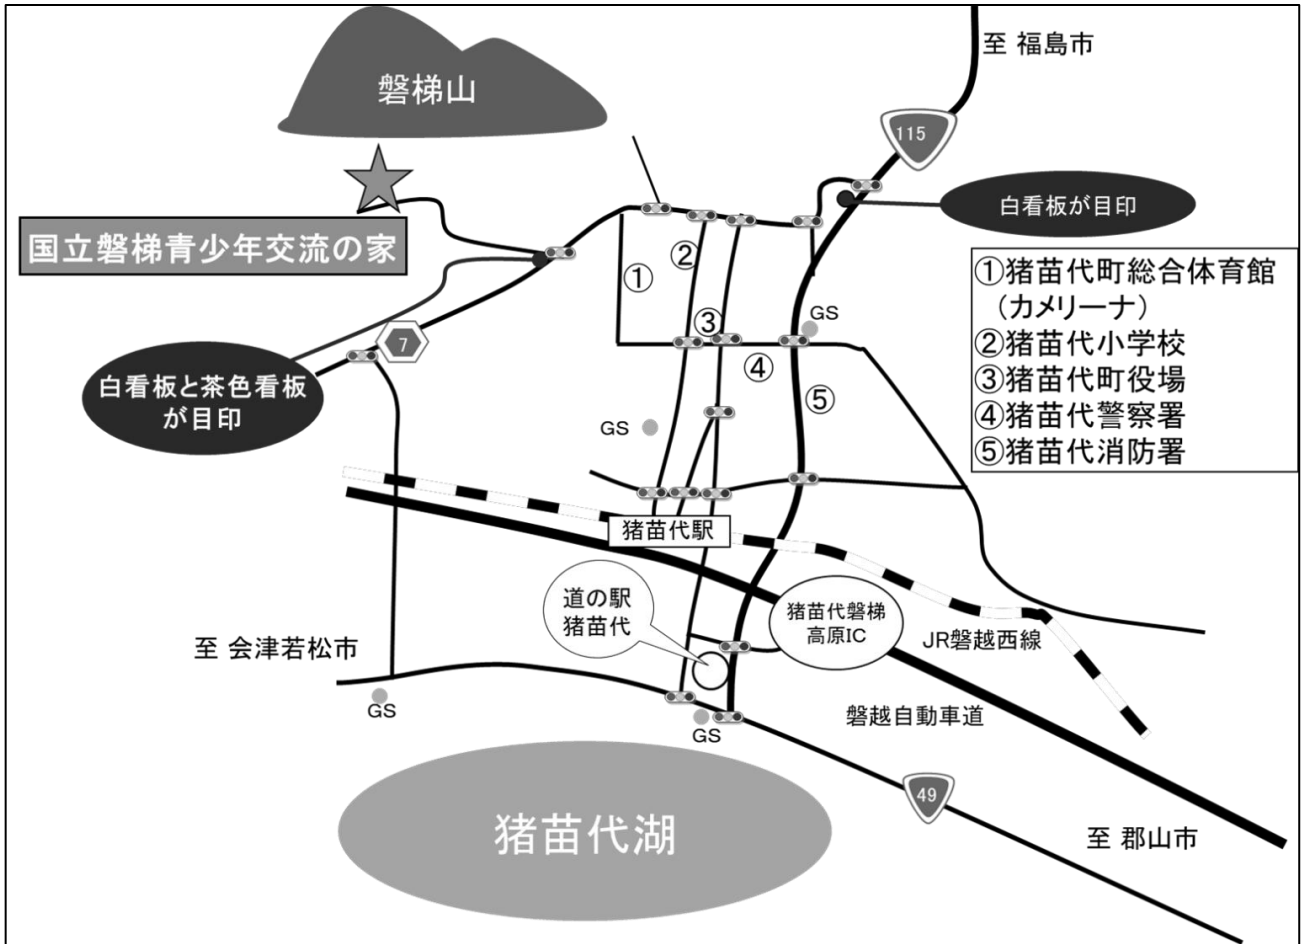 至 福島市
磐梯山
115
白看板が目印
国立磐梯青少年交流の家
①猪苗代町総合体育館
（カメリーナ）
②猪苗代小学校
③猪苗代町役場
④猪苗代警察署
⑤猪苗代消防署
②
①
③
GS
7
④
白看板と茶色看板
が目印
⑤
GS
猪苗代駅
道の駅
猪苗代
猪苗代磐梯
高原IC
JR磐越西線
至 会津若松市
GS
GS
磐越自動車道
49
猪苗代湖
至 郡山市